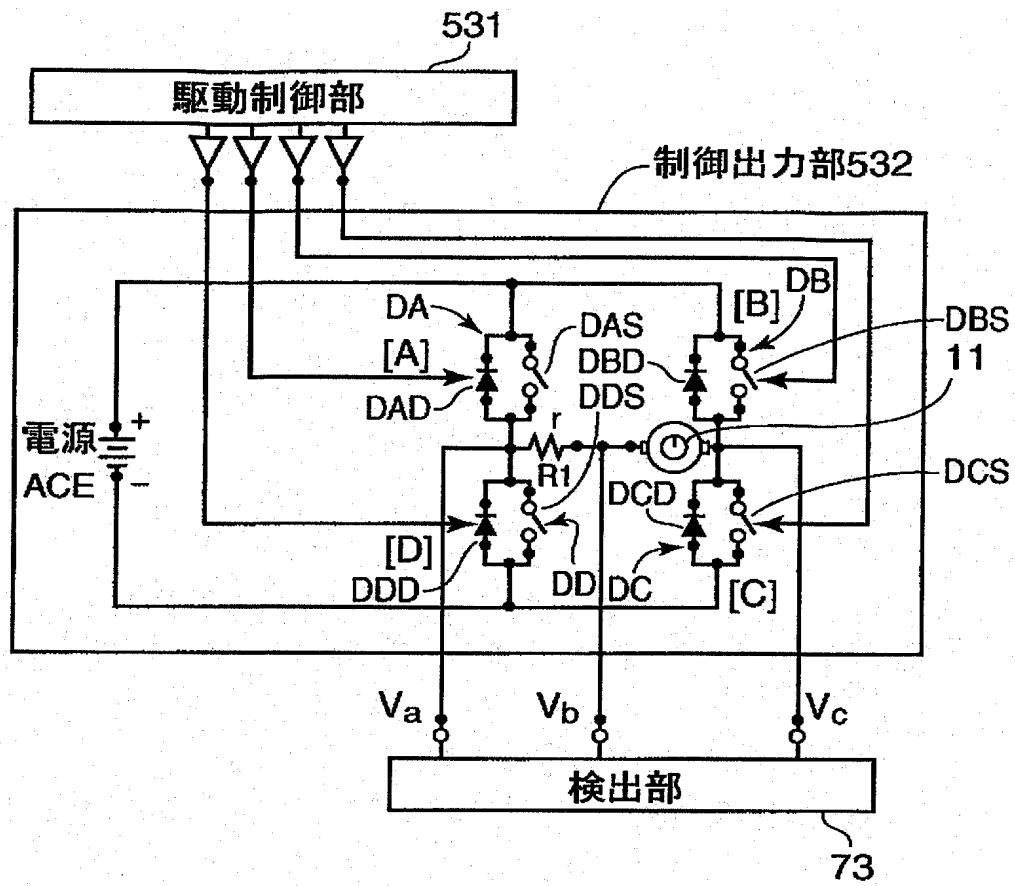 531
駆動制御部
制御出力部532
DA
DAS
[B]
DB
DBS
[A]
DBD
11
DAD
DDS
電源
ACE
+
−
r
R1
DCD
DCS
[D]
DDD
DD
DC
[C]
Va
Vb
Vc
検出部
73